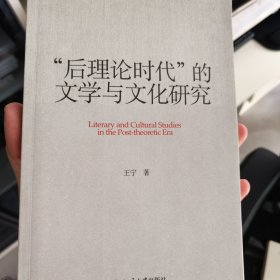 “后理论时代”的
文学与文化研究
Literary and Cultural Studies
in the Post-theoretic Era
王宁 著